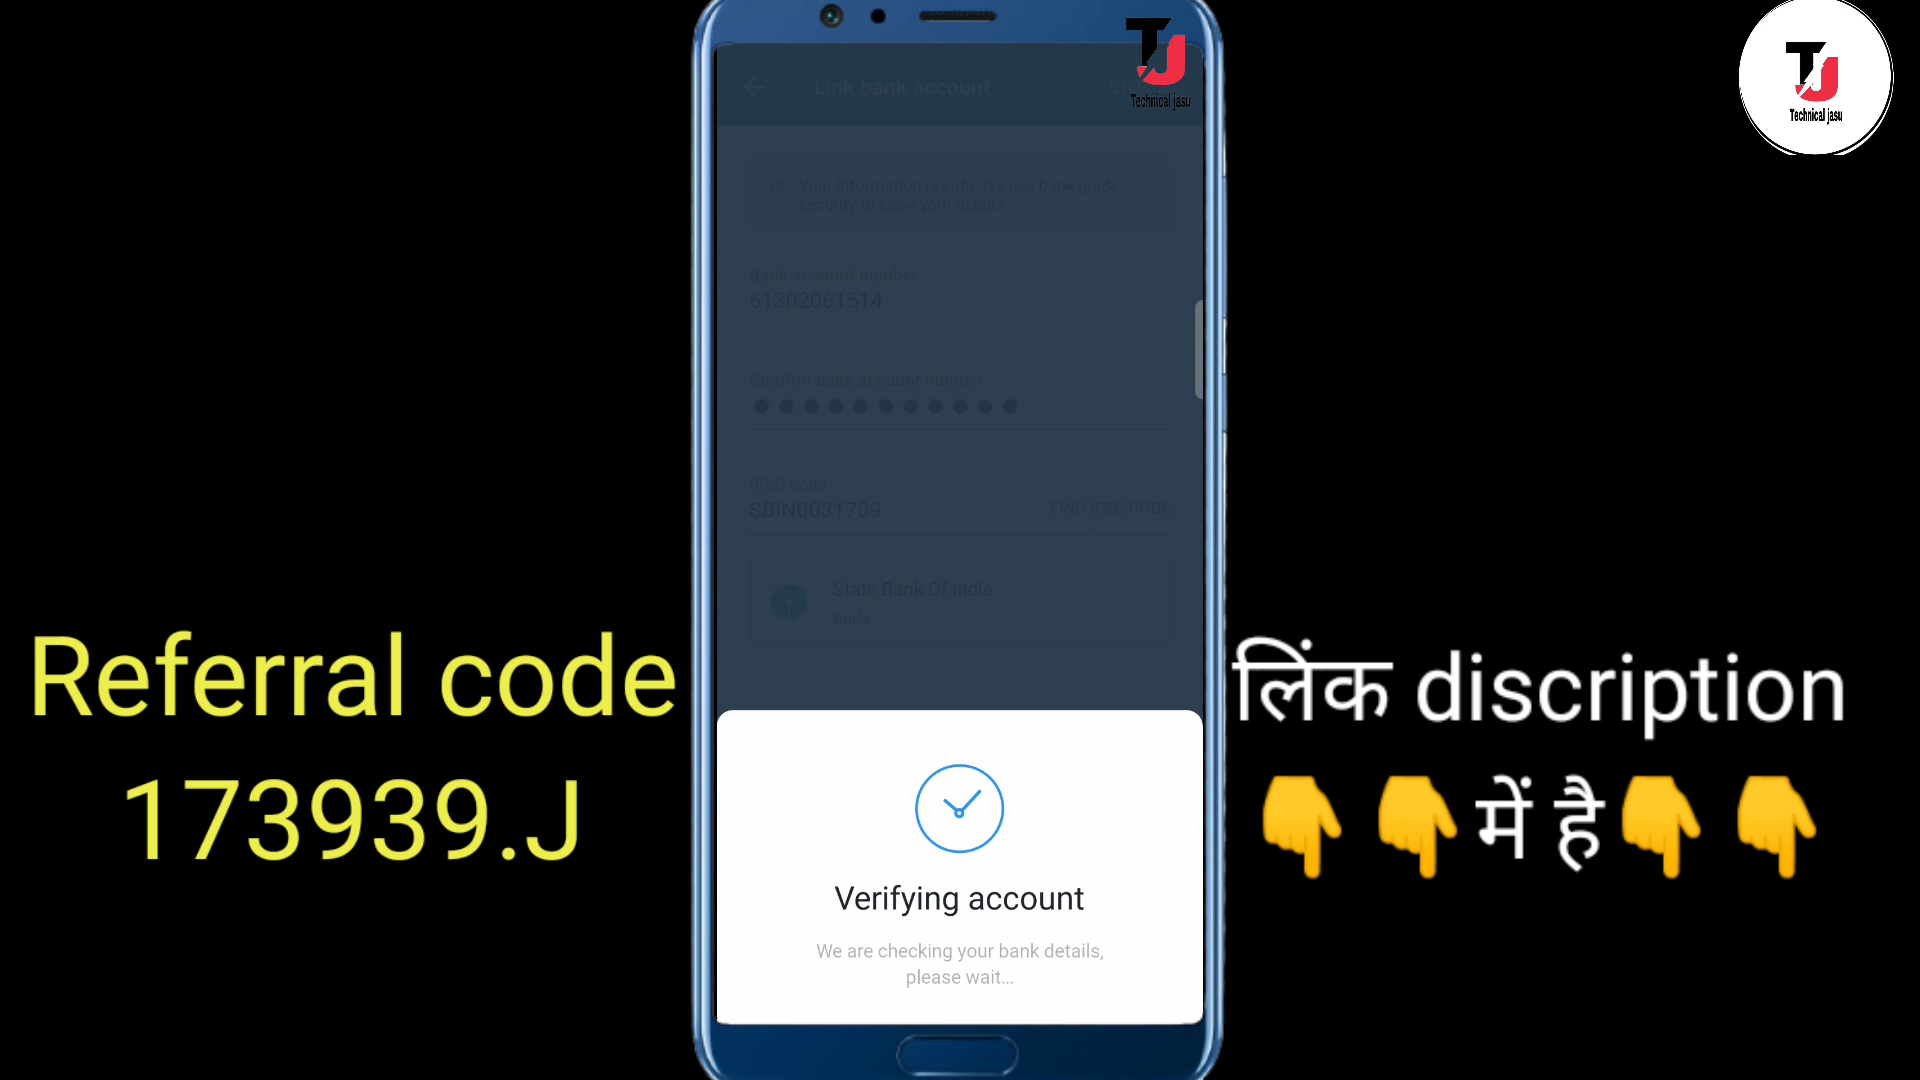 TJ
Technical jasu
TJ
Technical jasu
Link bank account
Your information is safe. We use bank grade
security to store your details.
Bank account number
61302061514
Confirm bank account number
IFSC code
SBIN0031709
FIND IFSC CODE
State Bank Of India
Referral code
173939.J
लिंक discription
👇👇में है👇👇
Verifying account
We are checking your bank details,
please wait...